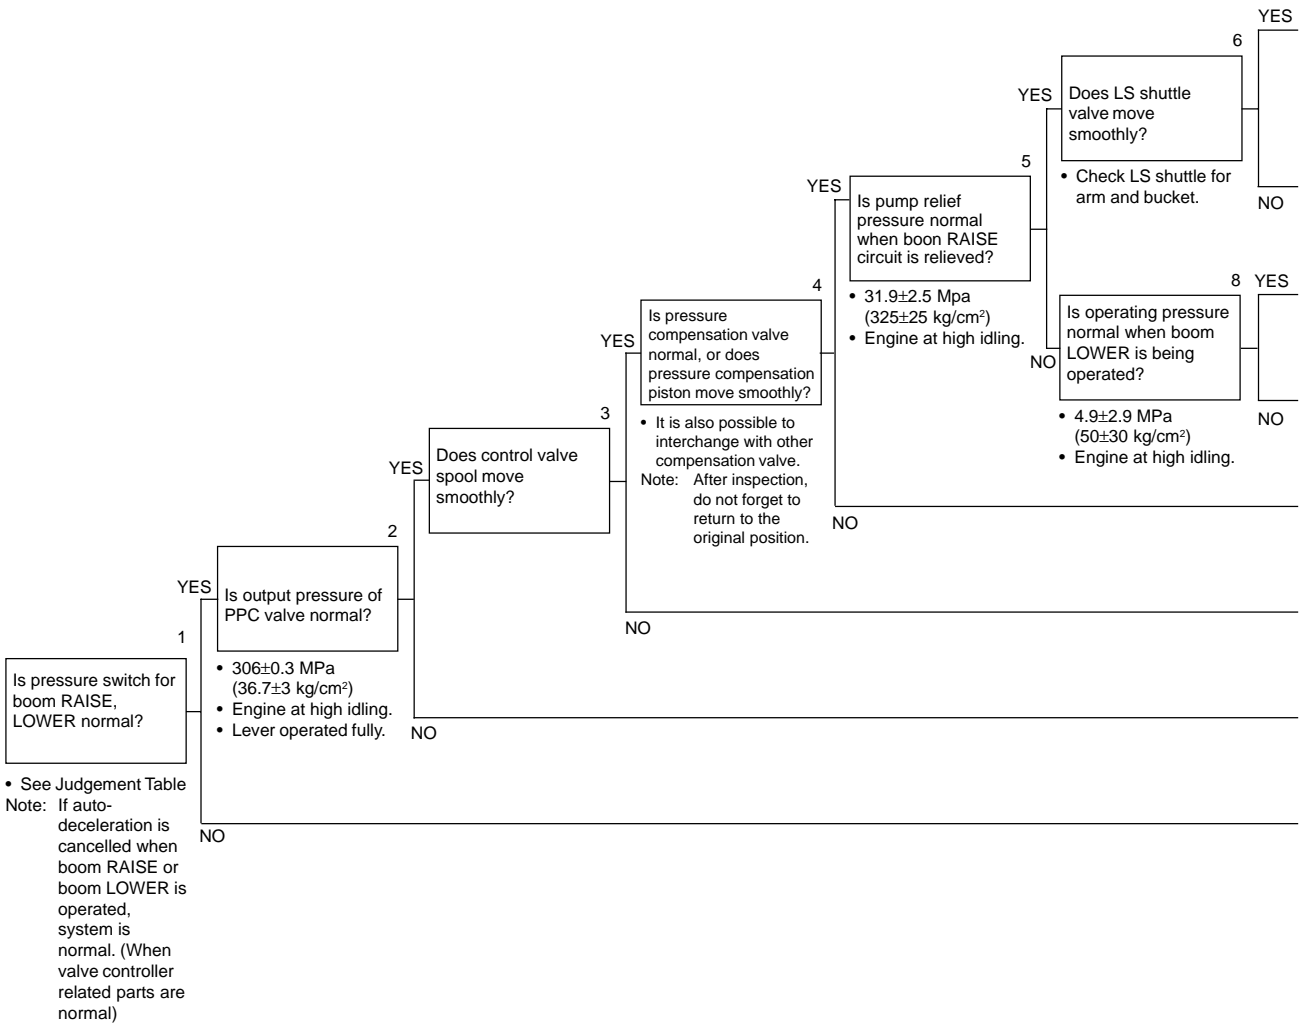 1
Is pressure switch for
boom RAISE,
LOWER normal?
• See Judgement Table
Note: If auto-
deceleration is
cancelled when
boom RAISE or
boom LOWER is
operated,
system is
normal. (When
valve controller
related parts are
normal)
YES
NO
2
Is output pressure of
PPC valve normal?
• 306±0.3 MPa
(36.7±3 kg/cm²)
• Engine at high idling.
• Lever operated fully.
YES
NO
3
Does control valve
spool move
smoothly?
YES
NO
4
Is pressure
compensation valve
normal, or does
pressure compensation
piston move smoothly?
• It is also possible to
interchange with other
compensation valve.
Note: After inspection,
do not forget to
return to the
original position.
YES
NO
5
Is pump relief
pressure normal
when boon RAISE
circuit is relieved?
• 31.9±2.5 Mpa
(325±25 kg/cm²)
• Engine at high idling.
YES
NO
6
Does LS shuttle
valve move
smoothly?
• Check LS shuttle for
arm and bucket.
YES
NO
8
Is operating pressure
normal when boom
LOWER is being
operated?
• 4.9±2.9 MPa
(50±30 kg/cm²)
• Engine at high idling.
YES
NO